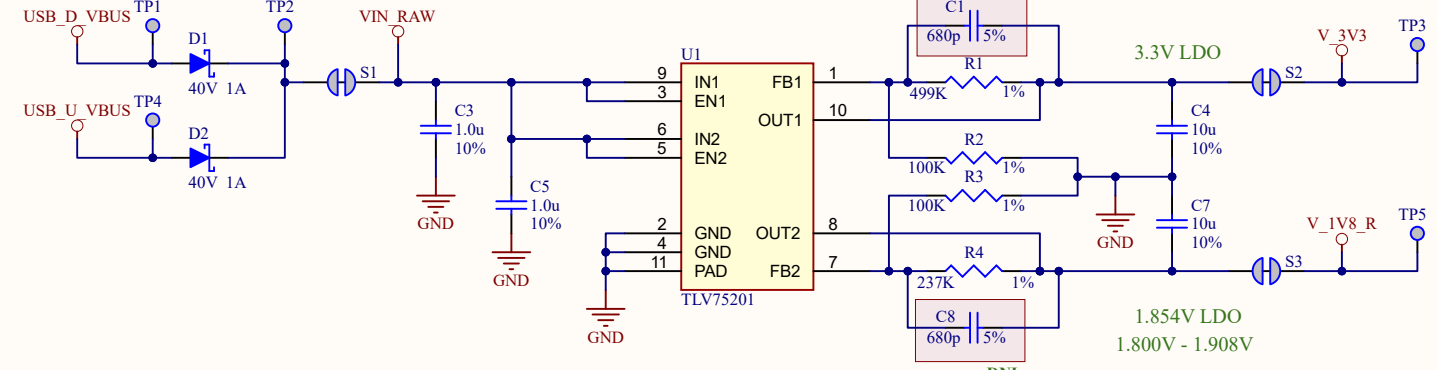 USB_D_VBUS
TP1
TP2
VIN_RAW
D1
40V 1A
S1
USB_U_VBUS
TP4
D2
40V 1A
C3
1.0u
10%
GND
C5
1.0u
10%
GND
U1
9 IN1 FB1 1
3 EN1
OUT1 10
6 IN2
5 EN2
2 GND OUT2 8
4 GND
11 PAD FB2 7
TLV75201
GND
C1
680p 5%
R1
499K 1%
R2
100K 1%
R3
100K 1%
GND
R4
237K 1%
C8
680p 5%
3.3V LDO
C4
10u
10%
C7
10u
10%
S2
V_3V3
TP3
S3
V_1V8_R
TP5
1.854V LDO
1.800V - 1.908V